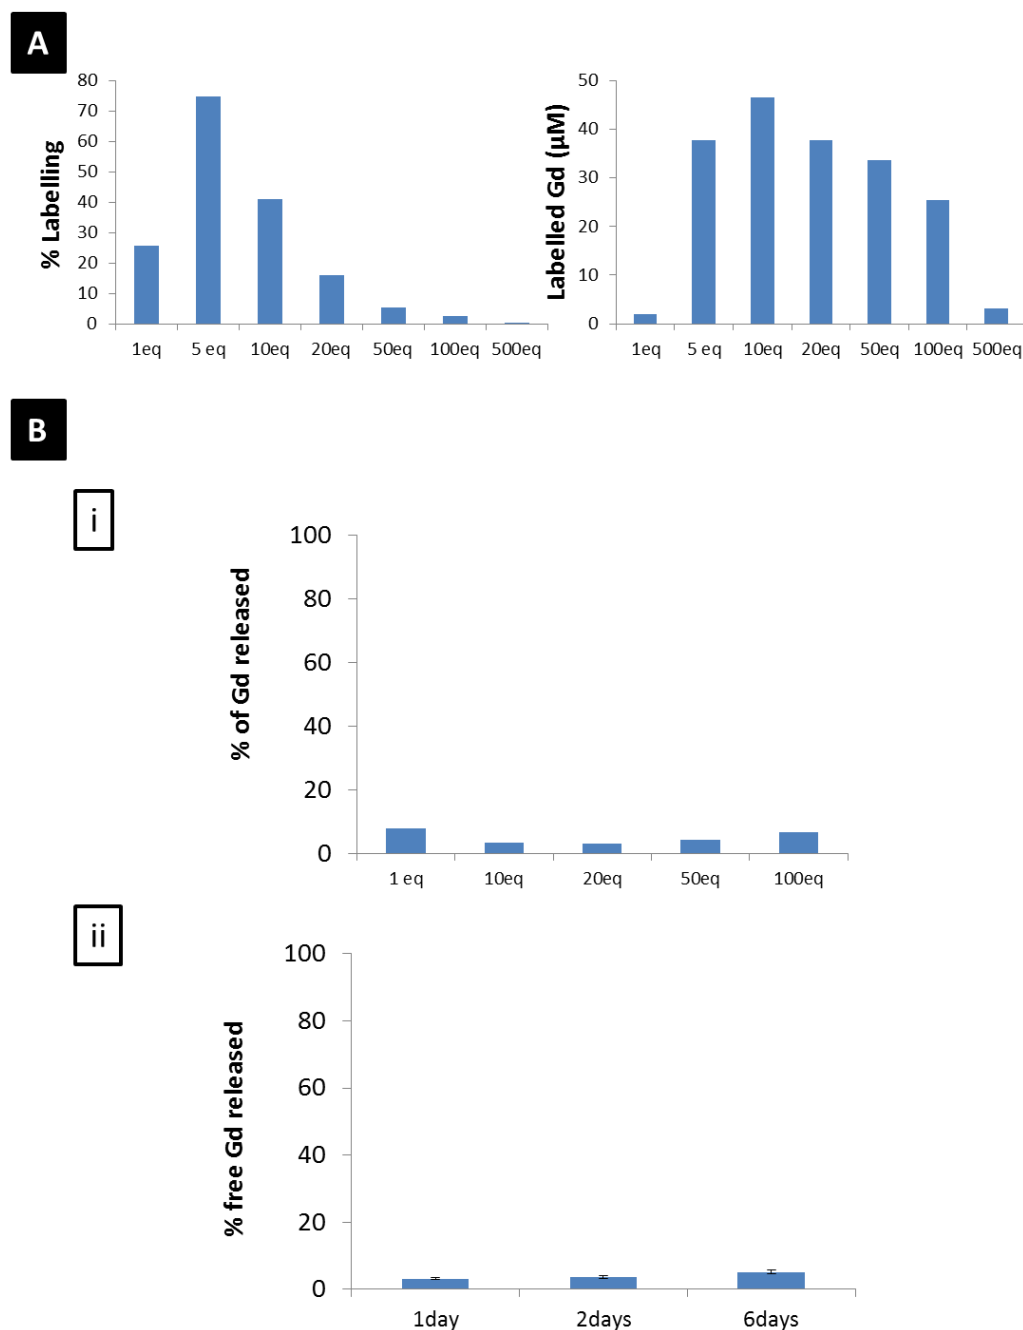 A
% Labelling
80
70
60
50
40
30
20
10
0
1eq 5 eq 10eq 20eq 50eq 100eq 500eq
Labelled Gd (µM)
50
40
30
20
10
0
1eq 5 eq 10eq 20eq 50eq 100eq 500eq
B
i
% of Gd released
100
80
60
40
20
0
1 eq 10eq 20eq 50eq 100eq
ii
% free Gd released
100
80
60
40
20
0
1day 2days 6days